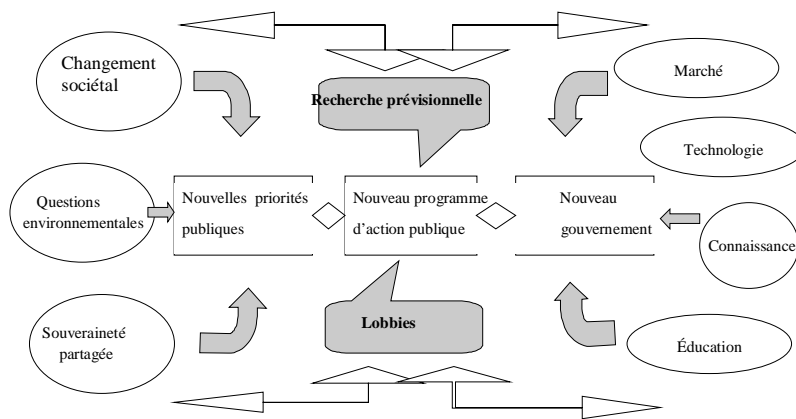 Changement
sociétal
Recherche prévisionnelle
Marché
Technologie
Questions
environnementales
Nouvelles priorités
publiques
Nouveau programme
d’action publique
Nouveau
gouvernement
Connaissance
Souveraineté
partagée
Lobbies
Éducation